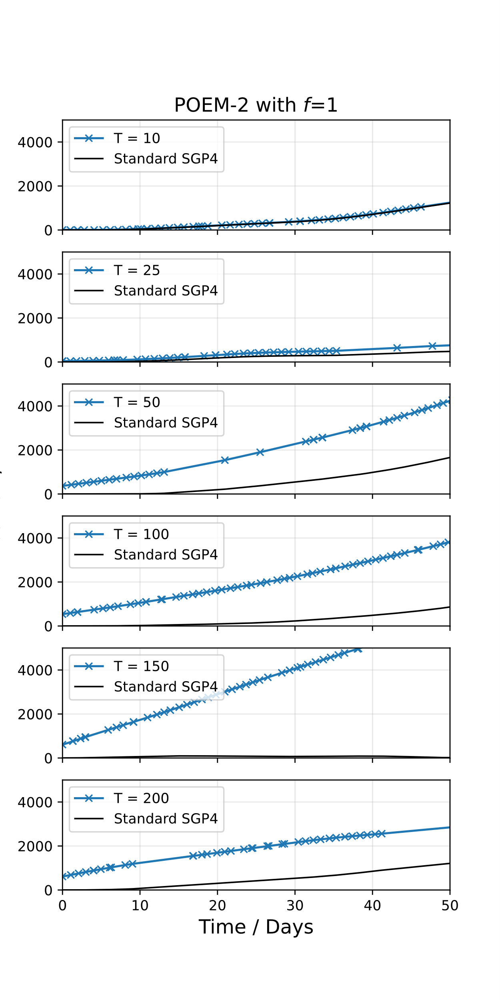 POEM-2 with f=1
4000
2000
0
T = 10
Standard SGP4
4000
2000
0
T = 25
Standard SGP4
4000
2000
0
T = 50
Standard SGP4
4000
2000
0
T = 100
Standard SGP4
4000
2000
0
T = 150
Standard SGP4
4000
2000
0
T = 200
Standard SGP4
0 10 20 30 40 50
Time / Days